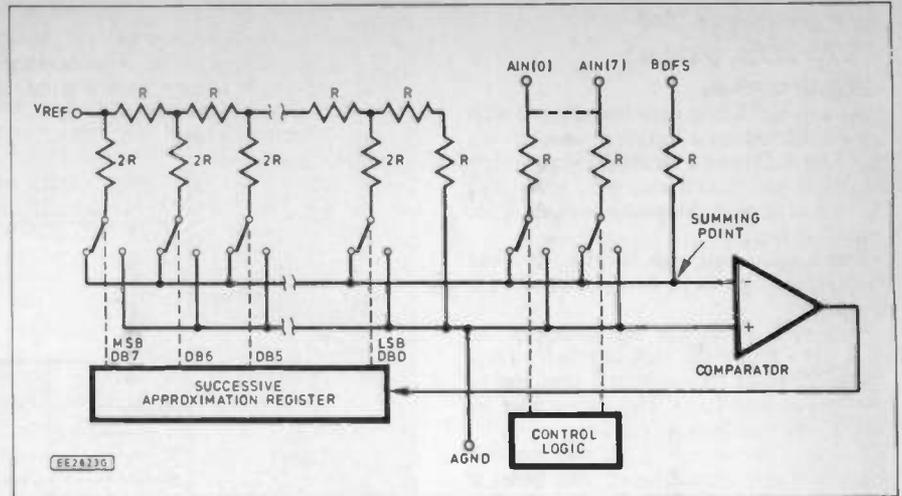 AIN(0) AIN(7) BOFS
R R R R
VREF
2R 2R 2R 2R R R R R
SUMMING
POINT
-
+
MSB
DB7 DB6 DB5 LSB
DB0
COMPARATOR
SUCCESSIVE
APPROXIMATION REGISTER
CONTROL
LOGIC
AGND
EE2823G